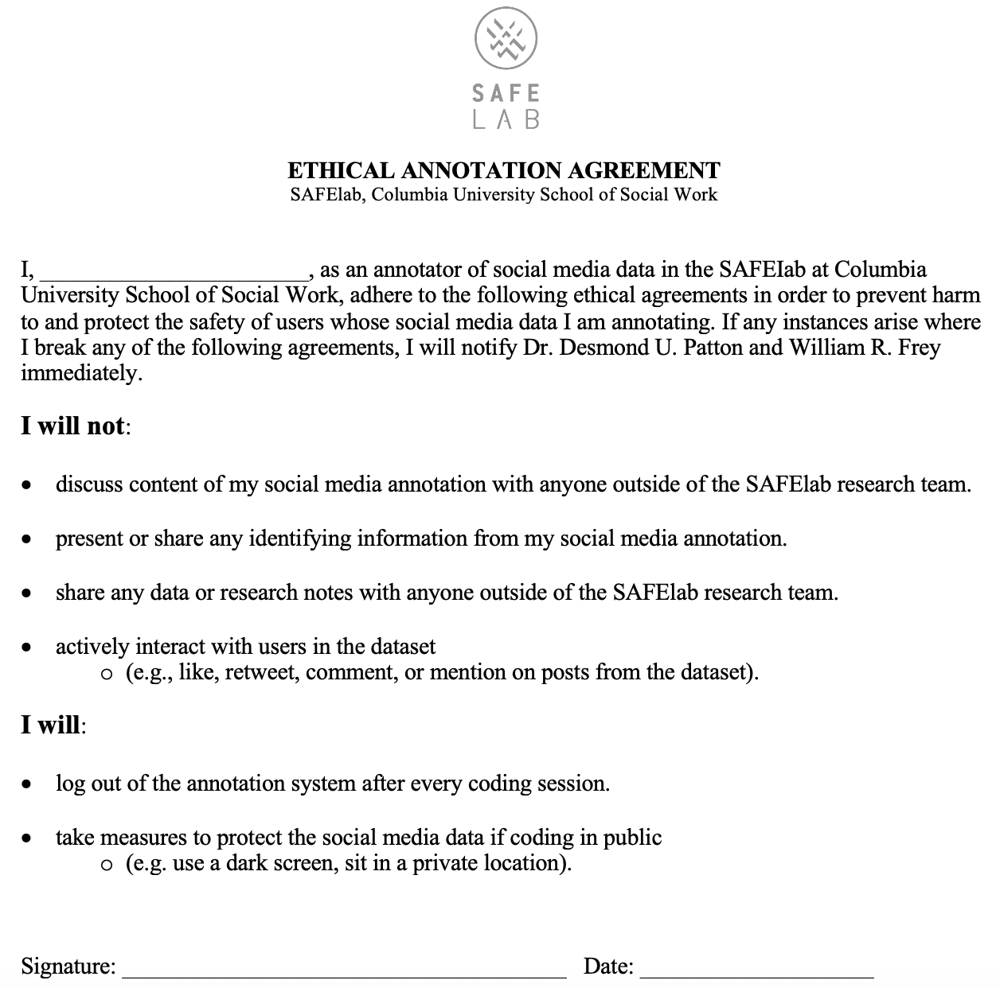 SAFE
LAB
ETHICAL ANNOTATION AGREEMENT
SAFElab, Columbia University School of Social Work
I, ________________________, as an annotator of social media data in the SAFEIab at Columbia
University School of Social Work, adhere to the following ethical agreements in order to prevent harm
to and protect the safety of users whose social media data I am annotating. If any instances arise where
I break any of the following agreements, I will notify Dr. Desmond U. Patton and William R. Frey
immediately.
I will not:
• discuss content of my social media annotation with anyone outside of the SAFElab research team.
• present or share any identifying information from my social media annotation.
• share any data or research notes with anyone outside of the SAFElab research team.
• actively interact with users in the dataset
o (e.g., like, retweet, comment, or mention on posts from the dataset).
I will:
• log out of the annotation system after every coding session.
• take measures to protect the social media data if coding in public
o (e.g. use a dark screen, sit in a private location).
Signature: ________________________________________ Date: _____________________